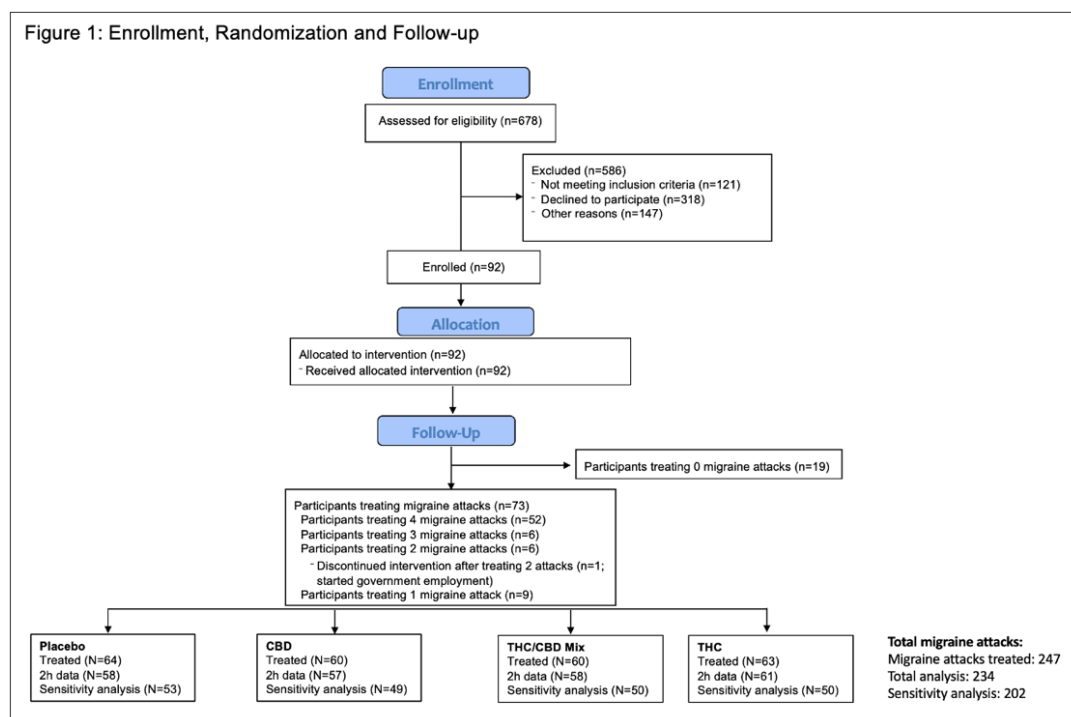 Figure 1: Enrollment, Randomization and Follow-up
Enrollment
Assessed for eligibility (n=678)
Excluded (n=586)
- Not meeting inclusion criteria (n=121)
- Declined to participate (n=318)
- Other reasons (n=147)
Enrolled (n=92)
Allocation
Allocated to intervention (n=92)
- Received allocated intervention (n=92)
Follow-Up
Participants treating 0 migraine attacks (n=19)
Participants treating migraine attacks (n=73)
Participants treating 4 migraine attacks (n=52)
Participants treating 3 migraine attacks (n=6)
Participants treating 2 migraine attacks (n=6)
- Discontinued intervention after treating 2 attacks (n=1;
started government employment)
Participants treating 1 migraine attack (n=9)
Placebo
Treated (N=64)
2h data (N=58)
Sensitivity analysis (N=53)
CBD
Treated (N=60)
2h data (N=57)
Sensitivity analysis (N=49)
THC/CBD Mix
Treated (N=60)
2h data (N=58)
Sensitivity analysis (N=50)
THC
Treated (N=63)
2h data (N=61)
Sensitivity analysis (N=50)
Total migraine attacks:
Migraine attacks treated: 247
Total analysis: 234
Sensitivity analysis: 202